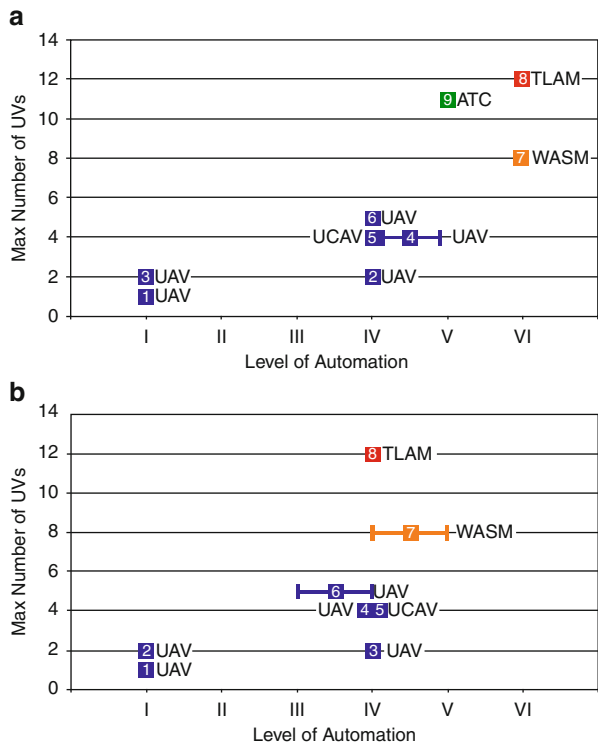 a
Max Number of UVs
14
12
10
8
6
4
2
0
8 TLAM
9 ATC
7 WASM
6 UAV
UCAV 5 4 UAV
3 UAV
2 UAV
1 UAV
I II III IV V VI
Level of Automation
b
Max Number of UVs
14
12
10
8
6
4
2
0
8 TLAM
7 WASM
6 UAV
UAV 4 5 UCAV
2 UAV
3 UAV
1 UAV
I II III IV V VI
Level of Automation